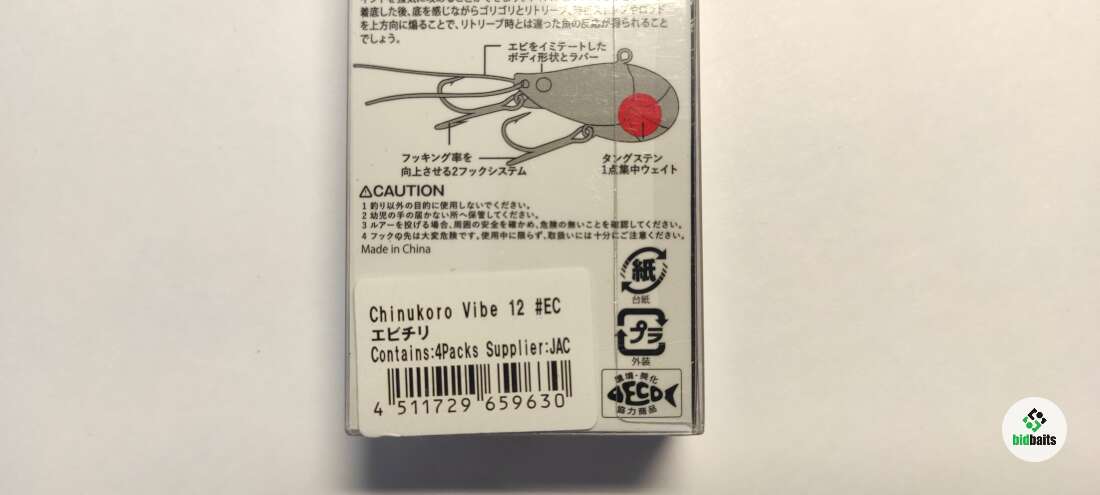 着底した後、底を感じながらゴリゴリとリトリーブ、
を上方向に煽ることで、リトリーブ時とは違った魚の反応が得られること
でしょう。
エビをイミテートした
ボディ形状とラバー
フッキング率を
向上させる2フックシステム
タングステン
1点集中ウェイト
⚠CAUTION
1 釣り以外の目的に使用しないでください。
2 幼児の手の届かない所へ保管してください。
3 ルアーを投げる場合、周囲の安全を確かめ、危険の無いことを確認してください。
4 フックの先は大変危険です。使用中に限らず、取扱いには十分にご注意ください。
Made in China
紙
台紙
プラ
外装
環境・美化
ECO
協力商品
Chinukoro Vibe 12 #EC
エビチリ
Contains:4Packs Supplier:JAC
4 511729 659630
bidbaits